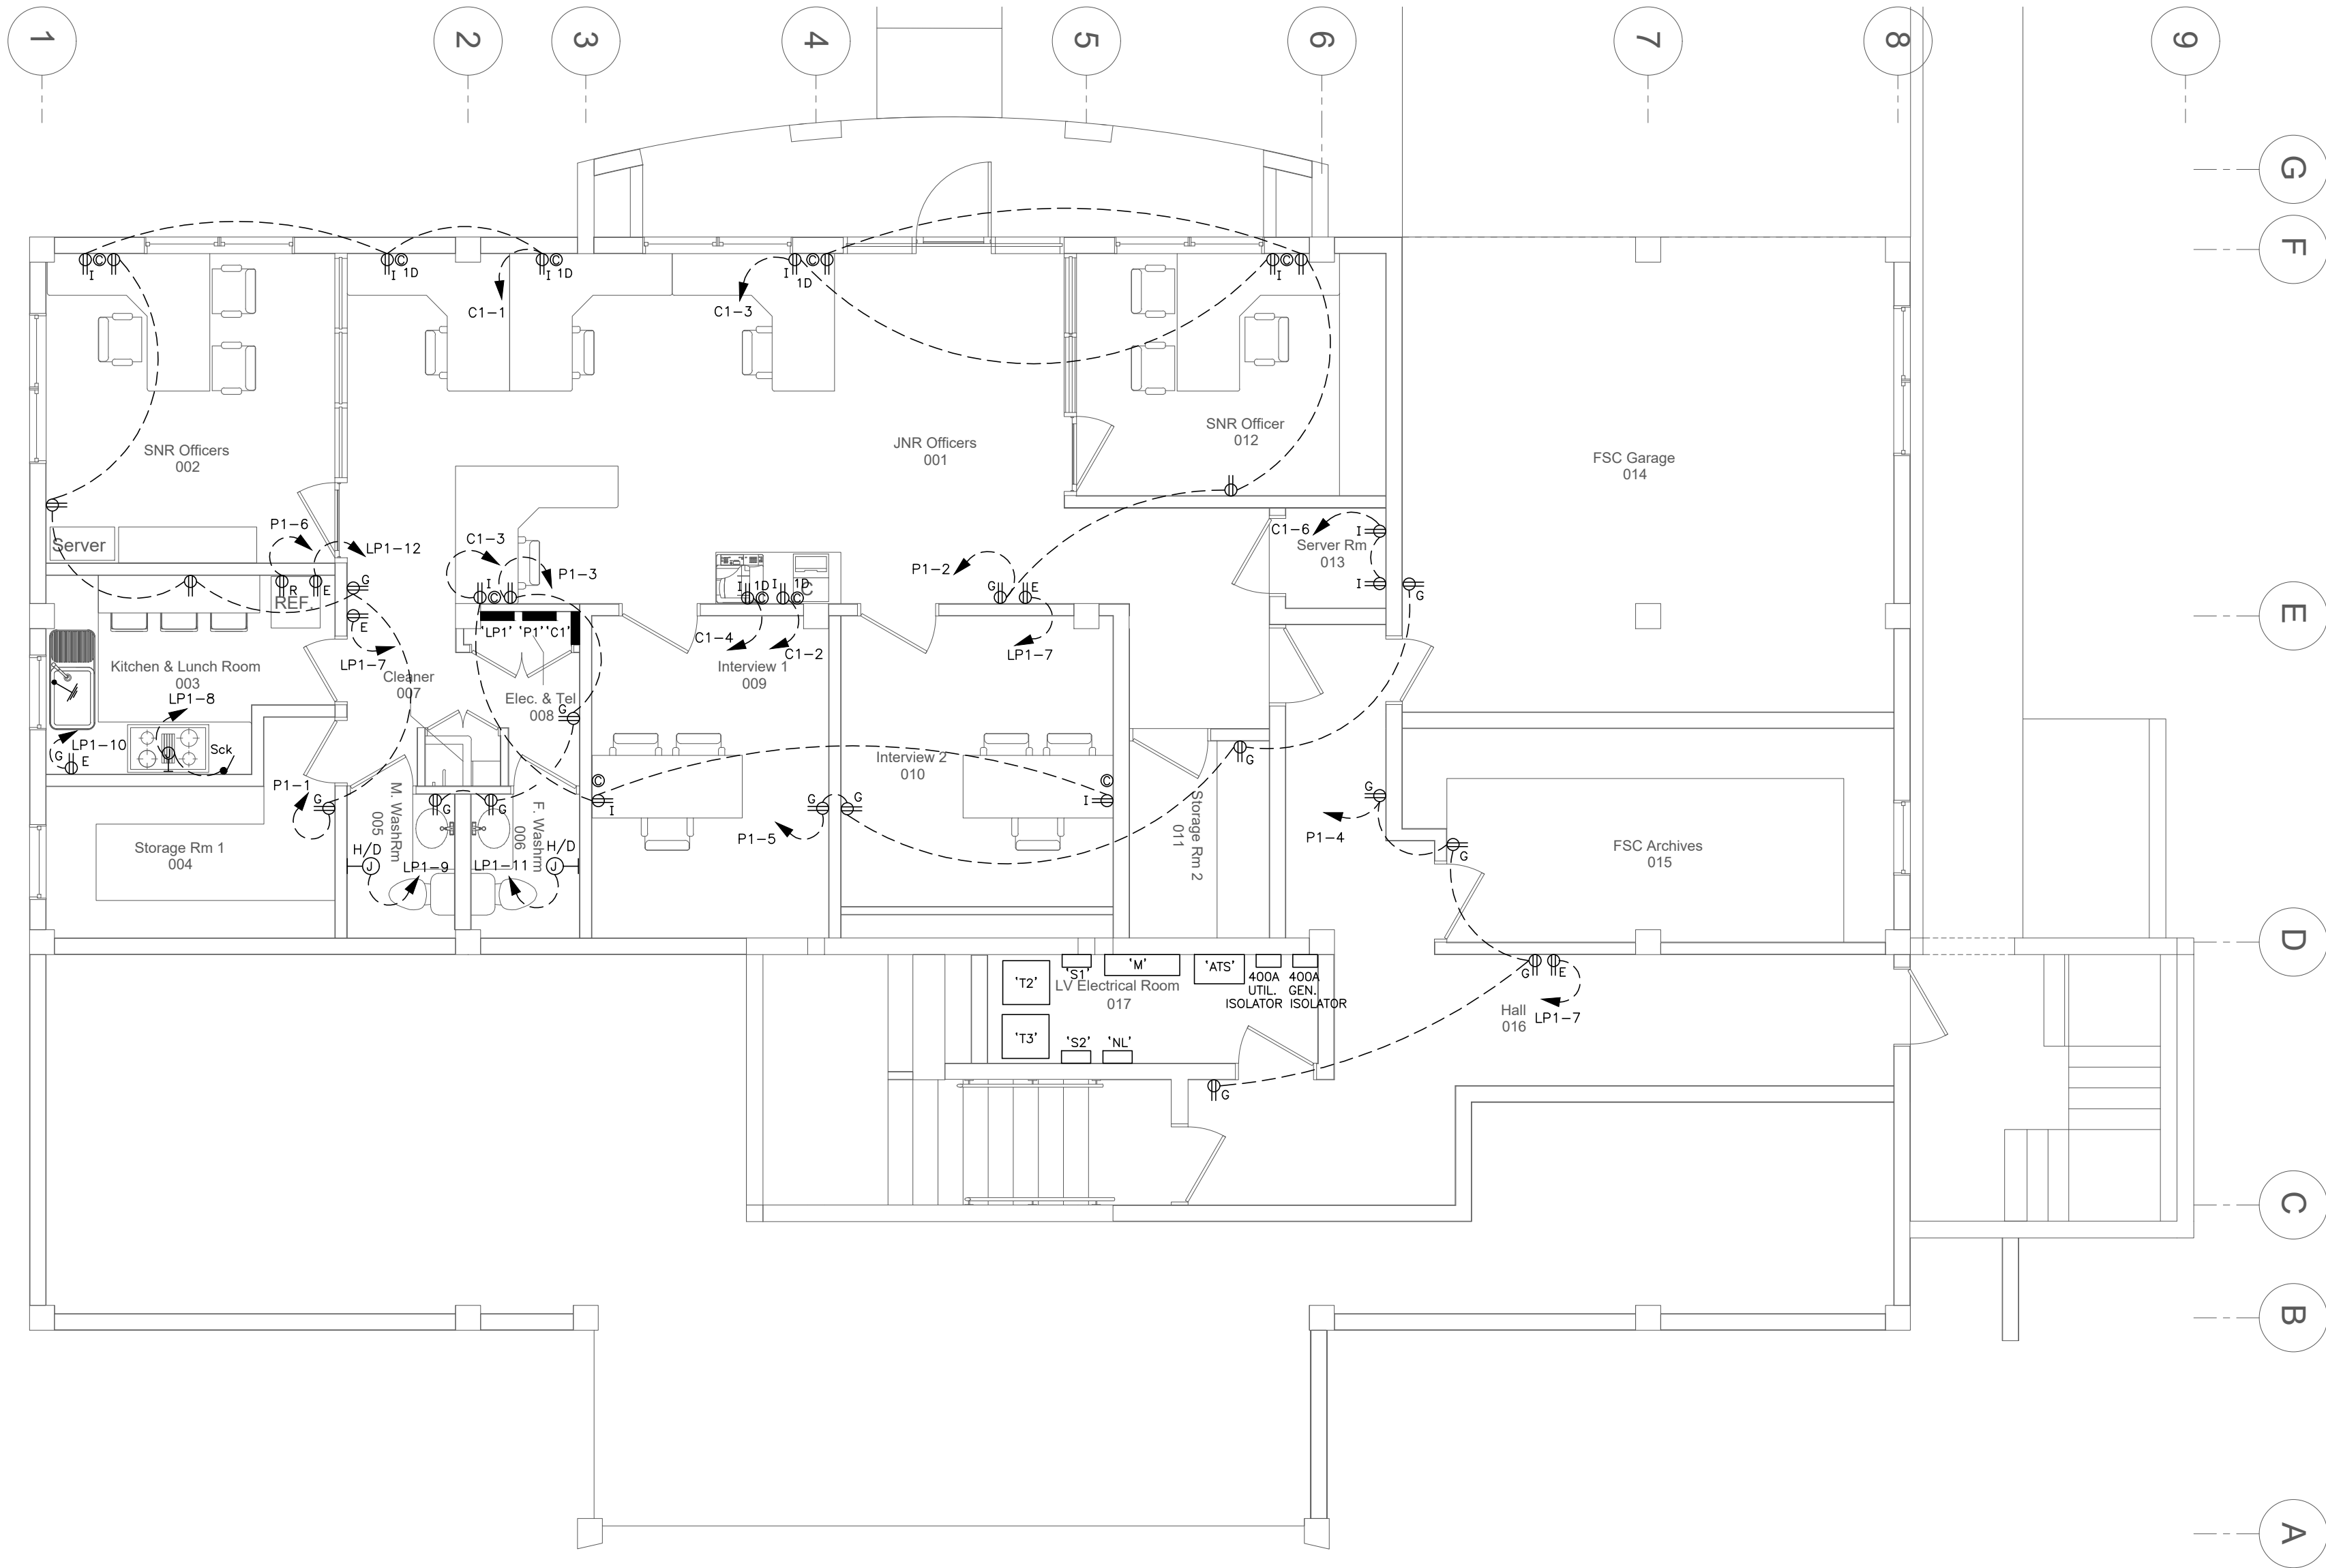 1
2
3
4
5
6
7
8
9
G
F
I
I 1D
I 1D
C1-1
I 1D
C1-3
I
SNR Officers
002
JNR Officers
001
SNR Officer
012
FSC Garage
014
Server
P1-6
LP1-12
R
E
REF.
G
E
LP1-7
C1-3
I
P1-3
'LP1'
'P1'
'C1'
I 1D
I 1D
C
C1-4
C1-2
P1-2
G
E
LP1-7
C1-6
I
I
Server Rm
013
G
E
Kitchen & Lunch Room
003
LP1-8
LP1-10
G
E
Sck
Cleaner
007
Elec. & Tel
008
G
Interview 1
009
Interview 2
010
I
I
G
G
P1-5
G
Storage Rm 2
011
P1-1
G
Storage Rm 1
004
M. WashRm
005
F. Washrm
006
G
G
H/D
J
LP1-9
LP1-11
H/D
J
G
P1-4
G
FSC Archives
015
D
'T2'
'S1'
'M'
'ATS'
400A
UTIL.
ISOLATOR
400A
GEN.
ISOLATOR
LV Electrical Room
017
'T3'
'S2'
'NL'
G
E
LP1-7
Hall
016
G
C
B
A